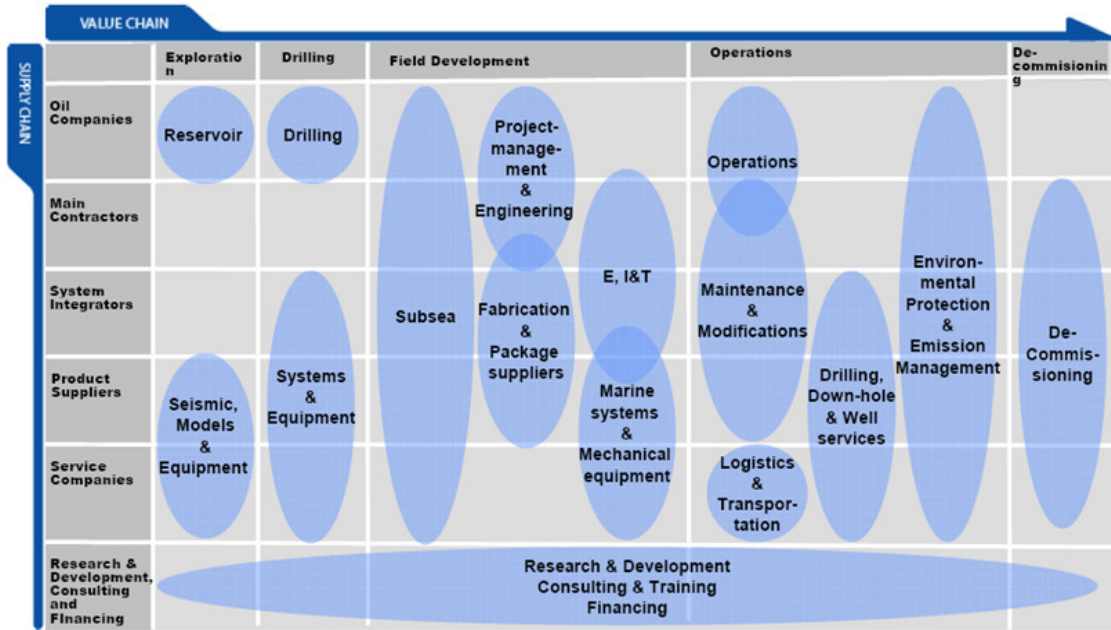 VALUE CHAIN
SUPPLY CHAIN
Exploratio
n
Drilling
Field Development
Operations
De-
commisionin
g
Oil
Companies
Main
Contractors
System
Integrators
Product
Suppliers
Service
Companies
Research &
Development,
Consulting
and
FInancing
Reservoir
Seismic,
Models
&
Equipment
Drilling
Systems
&
Equipment
Subsea
Project-
manage-
ment
&
Engineering
Fabrication
&
Package
suppliers
E, I&T
Marine
systems
&
Mechanical
equipment
Operations
Maintenance
&
Modifications
Logistics
&
Transpor-
tation
Drilling,
Down-hole
& Well
services
Environ-
mental
Protection
&
Emission
Management
De-
Commis-
sioning
Research & Development
Consulting & Training
Financing